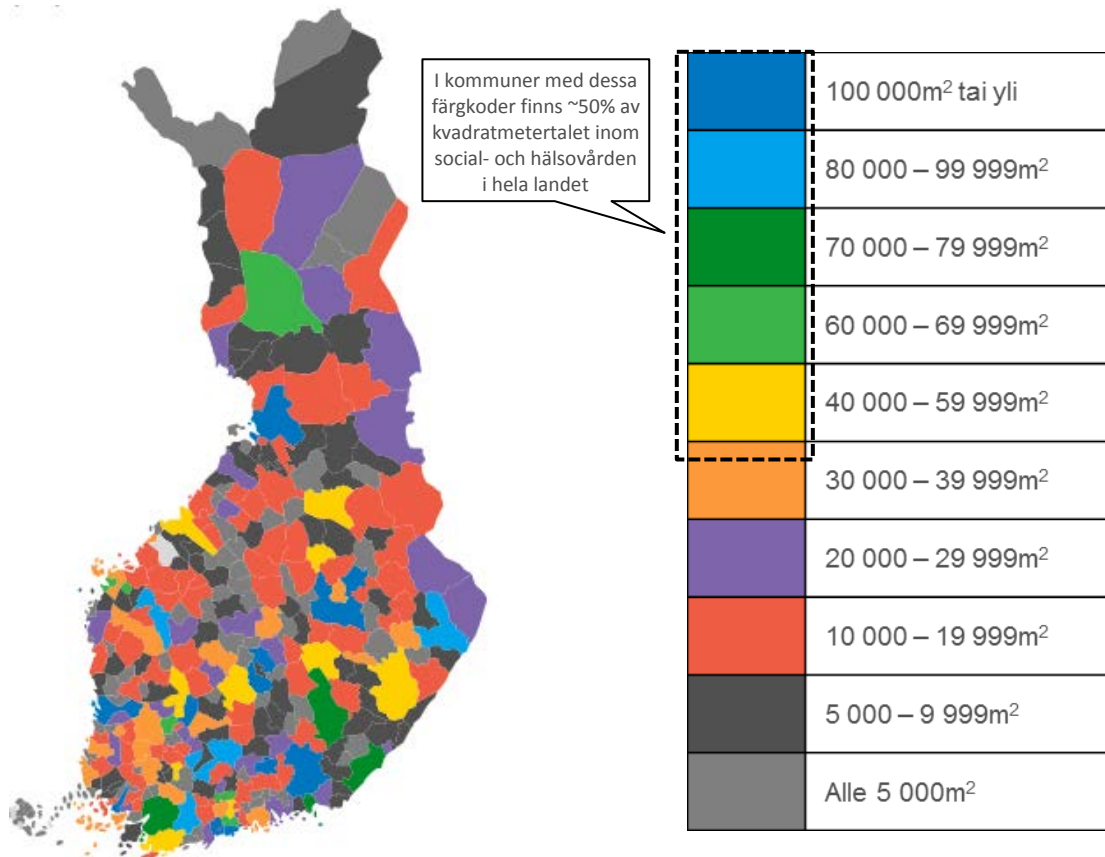 I kommuner med dessa
färgkoder finns ~50% av
kvadratmetertalet inom
social- och hälsovården
i hela landet
100 000m² tai yli
80 000 – 99 999m²
70 000 – 79 999m²
60 000 – 69 999m²
40 000 – 59 999m²
30 000 – 39 999m²
20 000 – 29 999m²
10 000 – 19 999m²
5 000 – 9 999m²
Alle 5 000m²